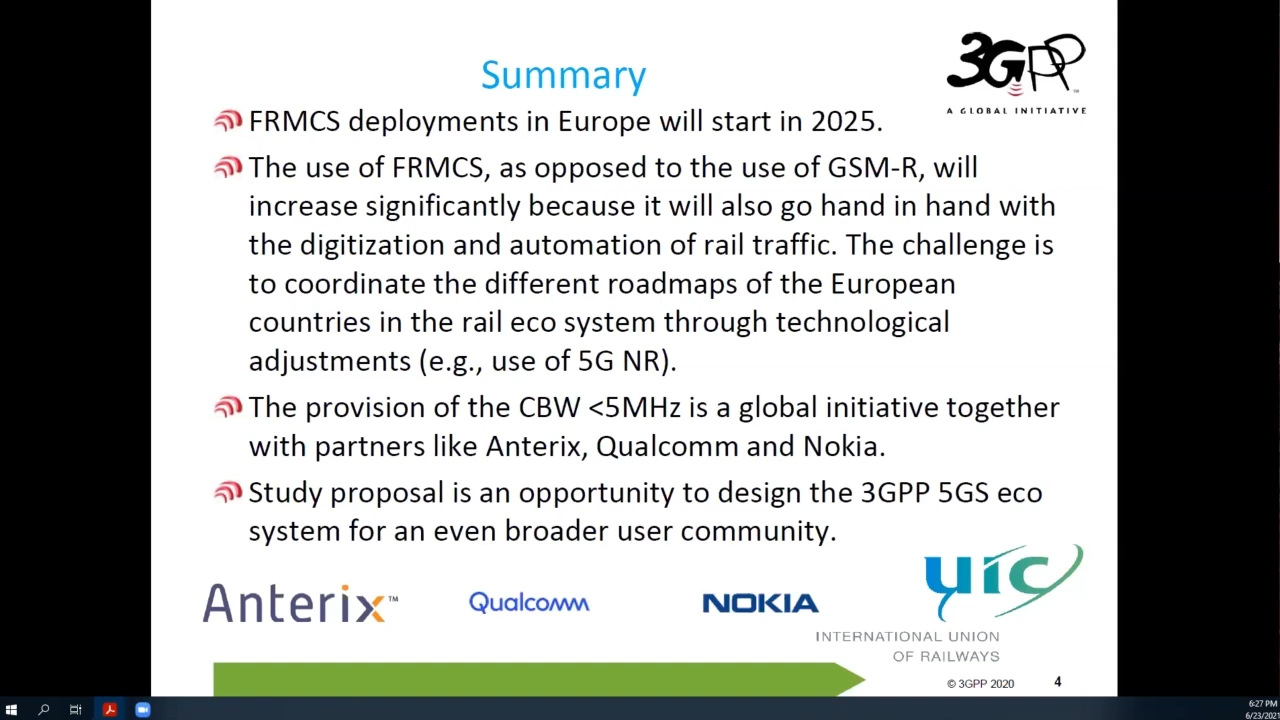 3GPP
™
A GLOBAL INITIATIVE
Summary
FRMCS deployments in Europe will start in 2025.
The use of FRMCS, as opposed to the use of GSM-R, will
increase significantly because it will also go hand in hand with
the digitization and automation of rail traffic. The challenge is
to coordinate the different roadmaps of the European
countries in the rail eco system through technological
adjustments (e.g., use of 5G NR).
The provision of the CBW <5MHz is a global initiative together
with partners like Anterix, Qualcomm and Nokia.
Study proposal is an opportunity to design the 3GPP 5GS eco
system for an even broader user community.
Anterix™
Qualcomm
NOKIA
uic
INTERNATIONAL UNION
OF RAILWAYS
© 3GPP 2020
4
6:27 PM